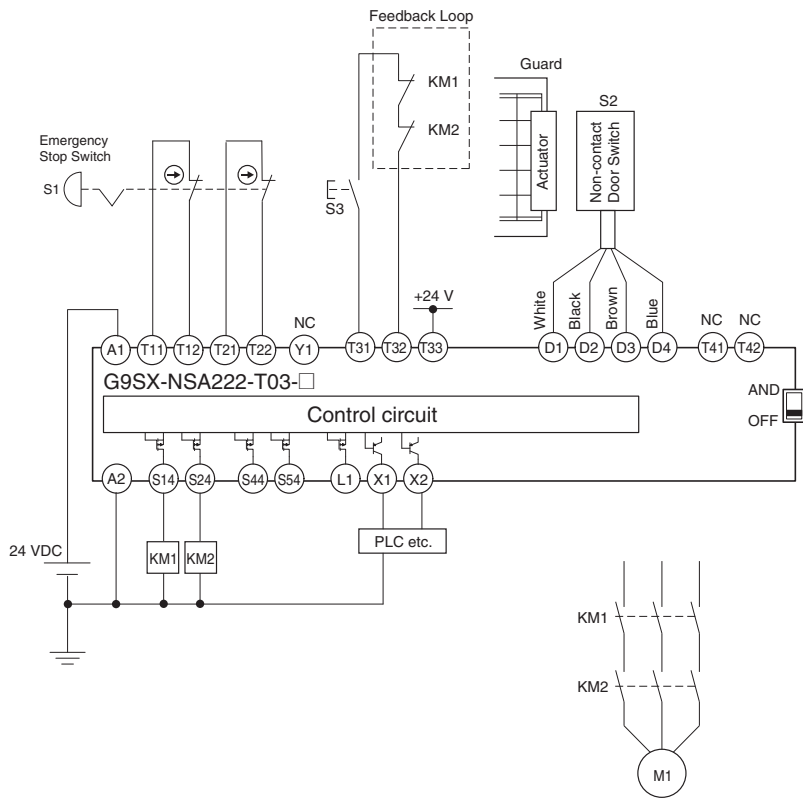 Feedback Loop
KM1
KM2
Guard
Actuator
S2
Non-contact
Door Switch
Emergency
Stop Switch
S1
S3
+24 V
White
Black
Brown
Blue
NC
NC
NC
A1
T11
T12
T21
T22
Y1
T31
T32
T33
D1
D2
D3
D4
T41
T42
G9SX-NSA222-T03-□
Control circuit
AND
OFF
A2
S14
S24
S44
S54
L1
X1
X2
KM1
KM2
PLC etc.
24 VDC
KM1
KM2
M1